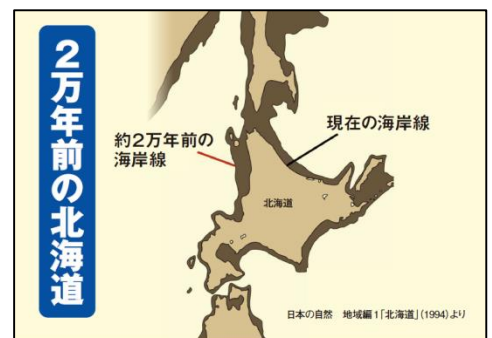 2万年前の北海道
約2万年前の
海岸線
現在の海岸線
北海道
日本の自然 地域編1「北海道」(1994)より